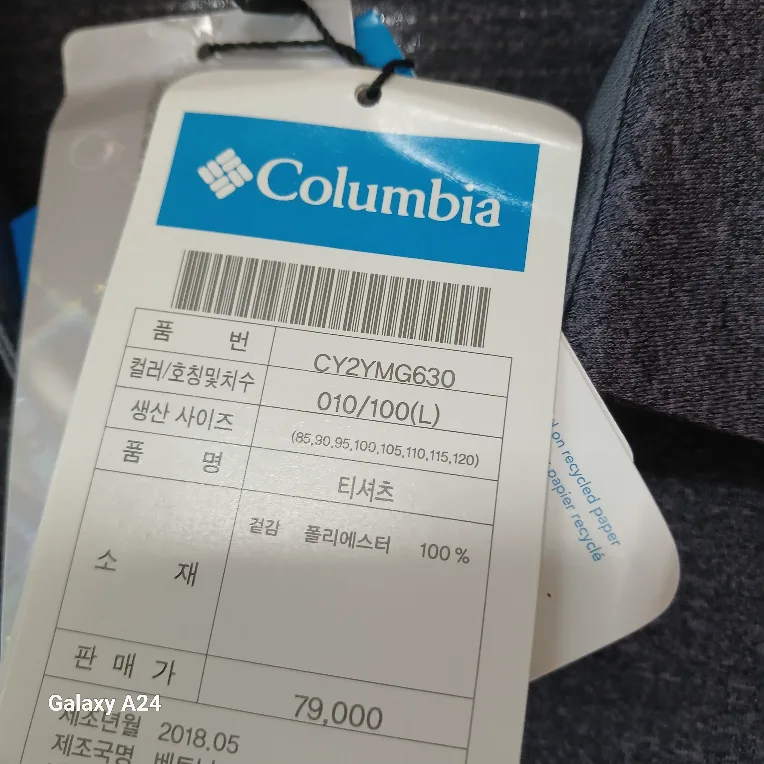 Columbia
품 번 CY2YMG630
컬러/호칭및치수 010/100(L)
생산 사이즈 (85,90,95,100,105,110,115,120)
품 명 티셔츠
소 재 겉감 폴리에스터 100%
판 매 가 79,000
제조년월 2018.05
제조국명
on recycled paper
papier recyclé
Galaxy A24